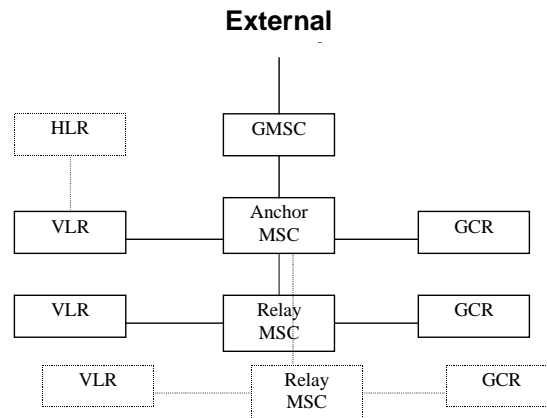 External
HLR
GMSC
VLR
Anchor
MSC
GCR
VLR
Relay
MSC
GCR
VLR
Relay
MSC
GCR